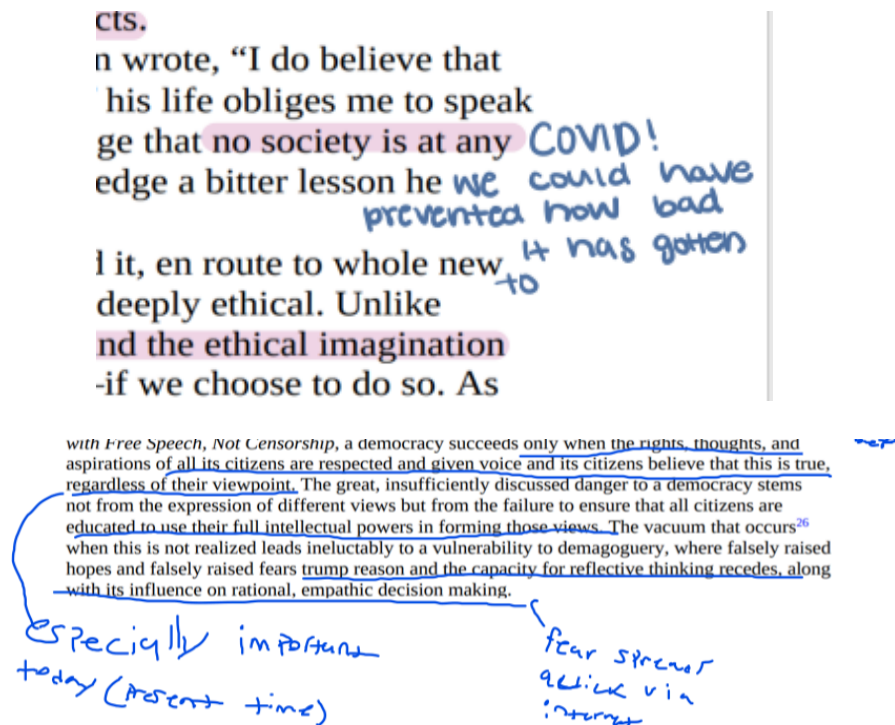 cts.
n wrote, “I do believe that
his life obliges me to speak
ge that no society is at any COVID!
edge a bitter lesson he we could have
prevented how bad
it has gotten
l it, en route to whole new to
deeply ethical. Unlike
nd the ethical imagination
-if we choose to do so. As
with Free Speech, Not Censorship, a democracy succeeds only when the rights, thoughts, and
aspirations of all its citizens are respected and given voice and its citizens believe that this is true,
regardless of their viewpoint. The great, insufficiently discussed danger to a democracy stems
not from the expression of different views but from the failure to ensure that all citizens are
educated to use their full intellectual powers in forming those views. The vacuum that occurs26
when this is not realized leads ineluctably to a vulnerability to demagoguery, where falsely raised
hopes and falsely raised fears trump reason and the capacity for reflective thinking recedes, along
with its influence on rational, empathic decision making.
especially important
today (present time)
fear spreads
quick via
internet